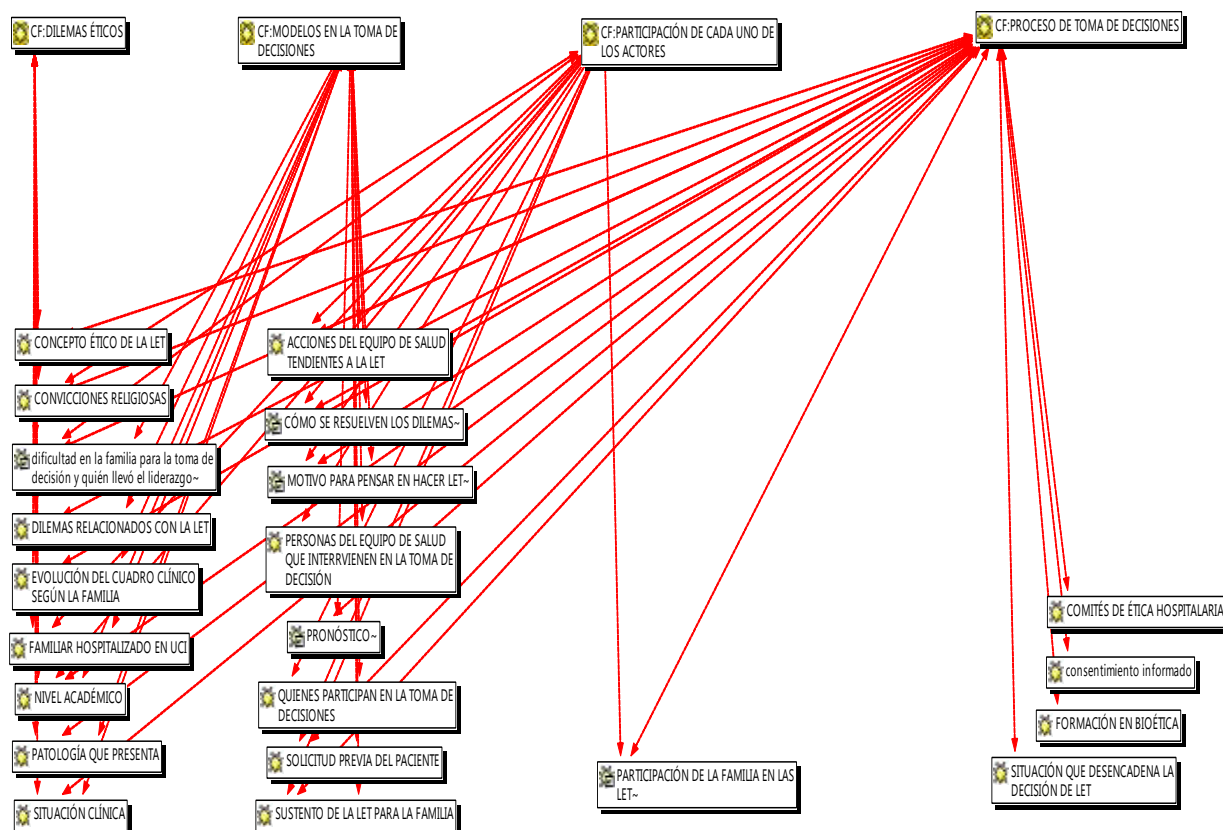 CF:DILEMAS ÉTICOS
CF:MODELOS EN LA TOMA DE
DECISIONES
CF:PARTICIPACIÓN DE CADA UNO DE
LOS ACTORES
CF:PROCESO DE TOMA DE DECISIONES
CONCEPTO ÉTICO DE LA LET
CONVICCIONES RELIGIOSAS
dificultad en la familia para la toma de
decisión y quién llevó el liderazgo~
DILEMAS RELACIONADOS CON LA LET
EVOLUCIÓN DEL CUADRO CLÍNICO
SEGÚN LA FAMILIA
FAMILIAR HOSPITALIZADO EN UCI
NIVEL ACADÉMICO
PATOLOGÍA QUE PRESENTA
SITUACIÓN CLÍNICA
ACCIONES DEL EQUIPO DE SALUD
TENDIENTES A LA LET
CÓMO SE RESUELVEN LOS DILEMAS~
MOTIVO PARA PENSAR EN HACER LET~
PERSONAS DEL EQUIPO DE SALUD
QUE INTERRVIENEN EN LA TOMA DE
DECISIÓN
PRONÓSTICO~
QUIENES PARTICIPAN EN LA TOMA DE
DECISIONES
SOLICITUD PREVIA DEL PACIENTE
SUSTENTO DE LA LET PARA LA FAMILIA
PARTICIPACIÓN DE LA FAMILIA EN LAS
LET~
COMITÉS DE ÉTICA HOSPITALARIA
consentimiento informado
FORMACIÓN EN BIOÉTICA
SITUACIÓN QUE DESENCADENA LA
DECISIÓN DE LET